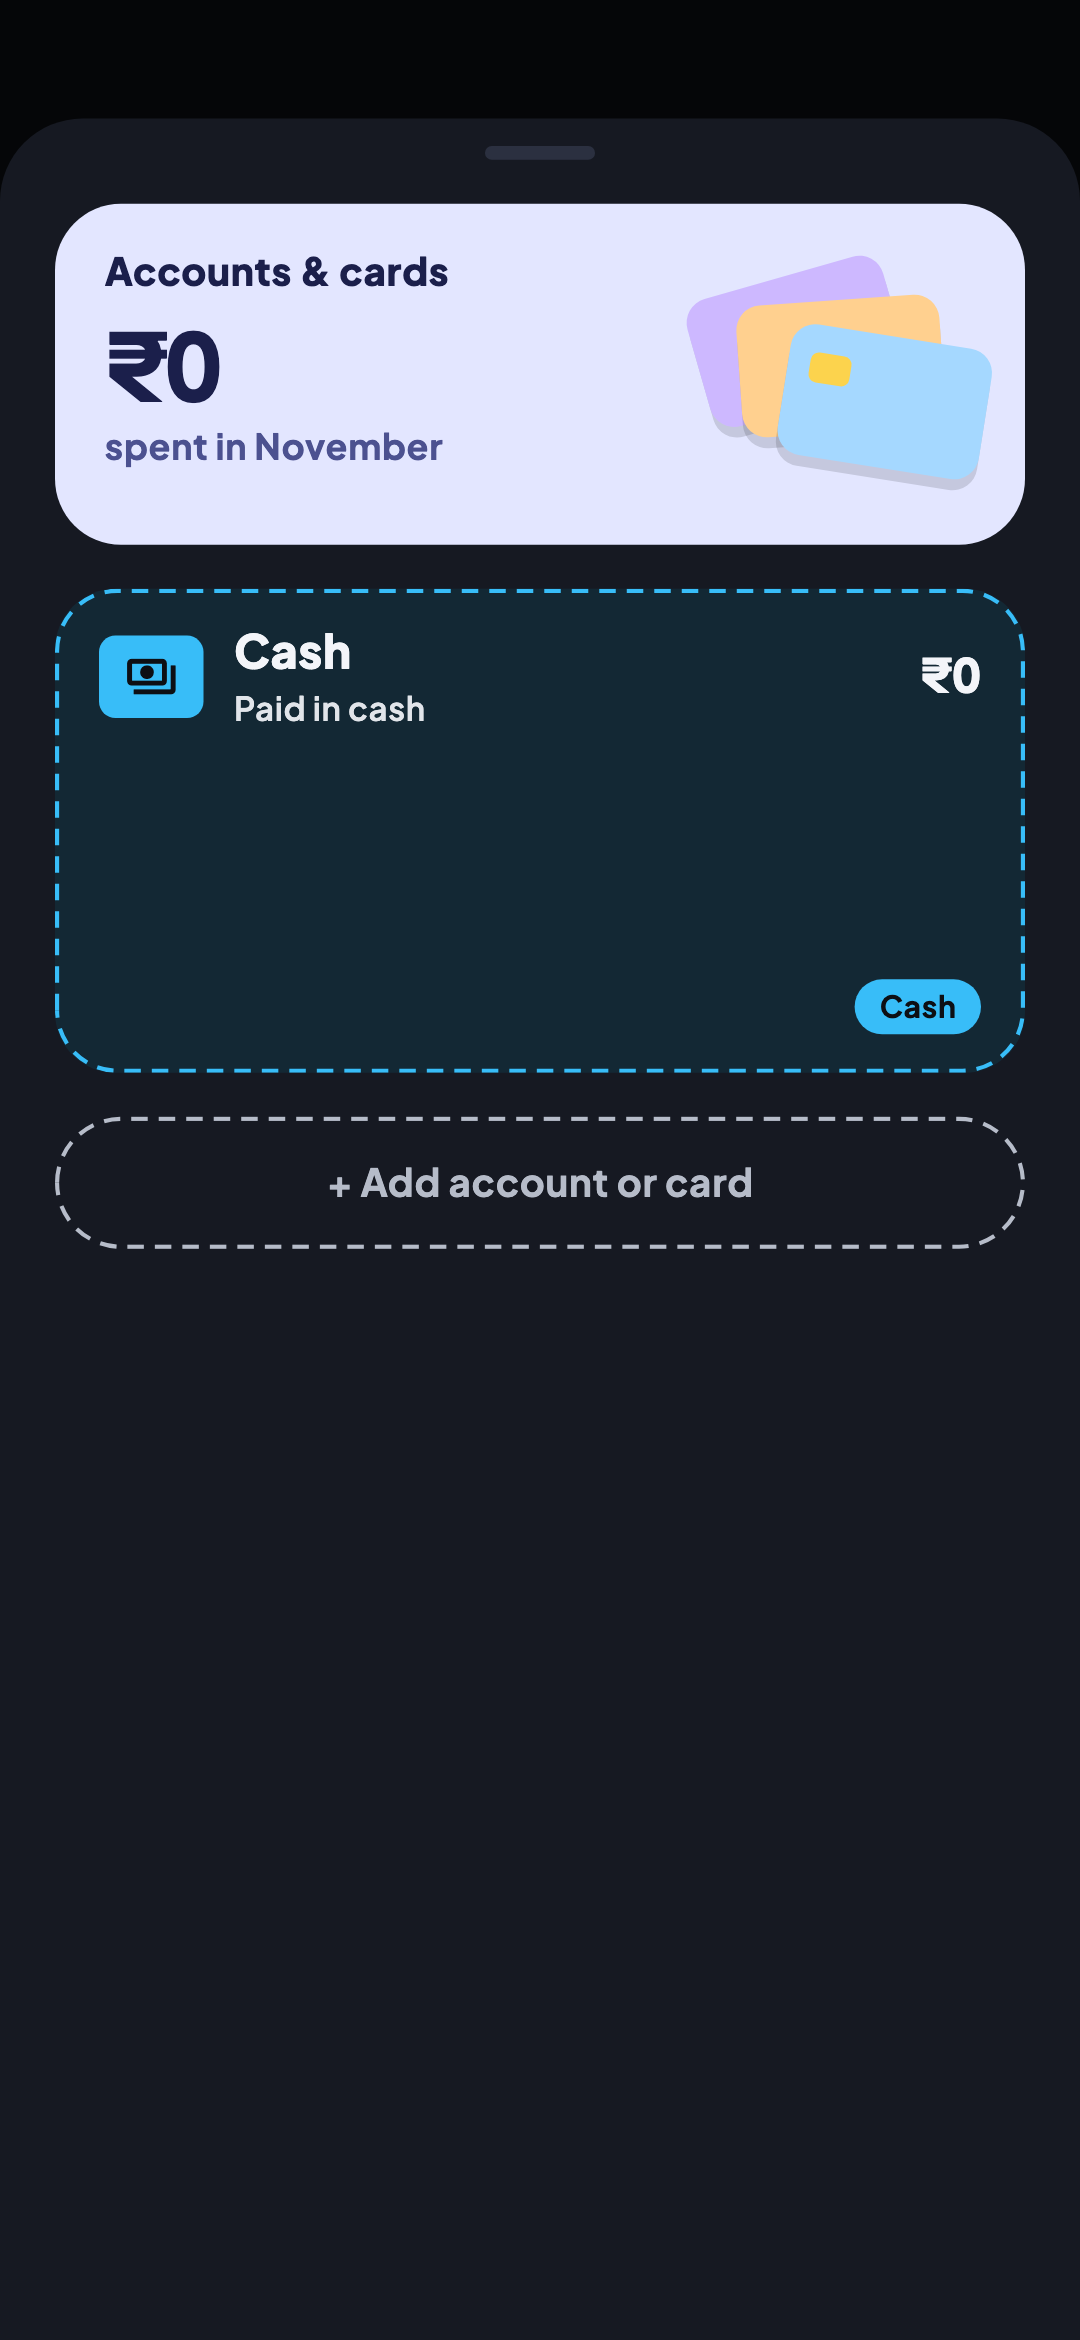 Accounts & cards
₹0
spent in November
Cash
Paid in cash
₹0
Cash
+ Add account or card